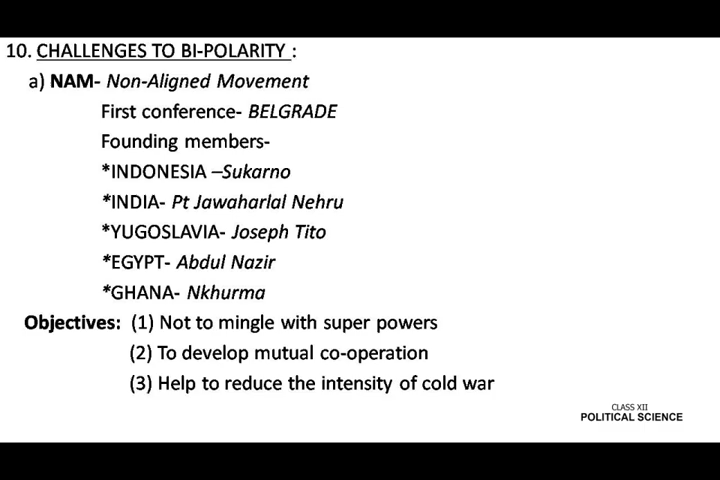 10. CHALLENGES TO BI-POLARITY :
a) NAM- Non-Aligned Movement
First conference- BELGRADE
Founding members-
*INDONESIA –Sukarno
*INDIA- Pt Jawaharlal Nehru
*YUGOSLAVIA- Joseph Tito
*EGYPT- Abdul Nazir
*GHANA- Nkhurma
Objectives: (1) Not to mingle with super powers
(2) To develop mutual co-operation
(3) Help to reduce the intensity of cold war
CLASS XII
POLITICAL SCIENCE